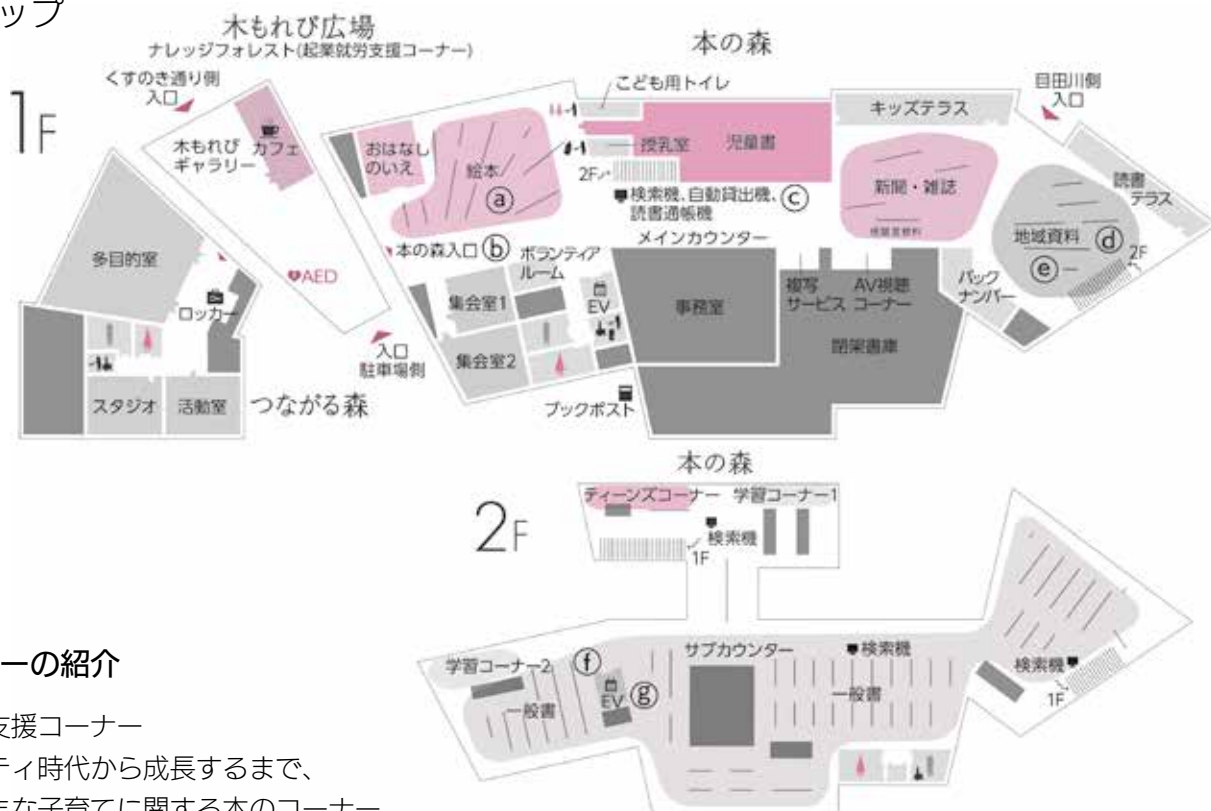 ップ
木もれび広場
ナレッジフォレスト(起業就労支援コーナー)
くすのき通り側
入口
1F
木もれび
ギャラリー
カフェ
多目的室
AED
ロッカー
入口
駐車場側
スタジオ
活動室
つながる森
本の森
こども用トイレ
おはなし
のいえ
絵本
ⓐ
授乳室
児童書
2F
検索機、自動貸出機、
読書通帳機
ⓒ
キッズテラス
目田川側
入口
新聞・雑誌
読書
テラス
地域資料
ⓓ
ⓔ
2F
本の森入口
ⓑ
ボランティア
ルーム
メインカウンター
集会室1
EV
事務室
複写
サービス
AV視聴
コーナー
バック
ナンバー
集会室2
閉架書庫
ブックポスト
本の森
2F
ティーンズコーナー
学習コーナー1
検索機
1F
学習コーナー2
ⓕ
一般書
EV
ⓖ
サブカウンター
検索機
一般書
検索機
1F
ーの紹介
支援コーナー
ティ時代から成長するまで、
まな子育てに関する本のコーナー